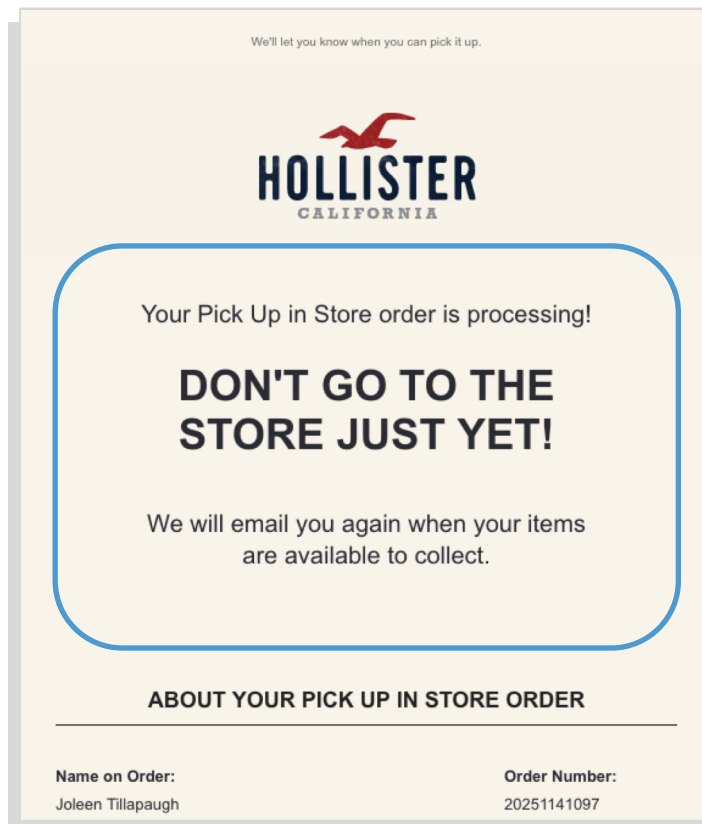 We'll let you know when you can pick it up.
HOLLISTER
CALIFORNIA
Your Pick Up in Store order is processing!
DON'T GO TO THE
STORE JUST YET!
We will email you again when your items
are available to collect.
ABOUT YOUR PICK UP IN STORE ORDER
Name on Order:
Joleen Tillapaugh
Order Number:
20251141097